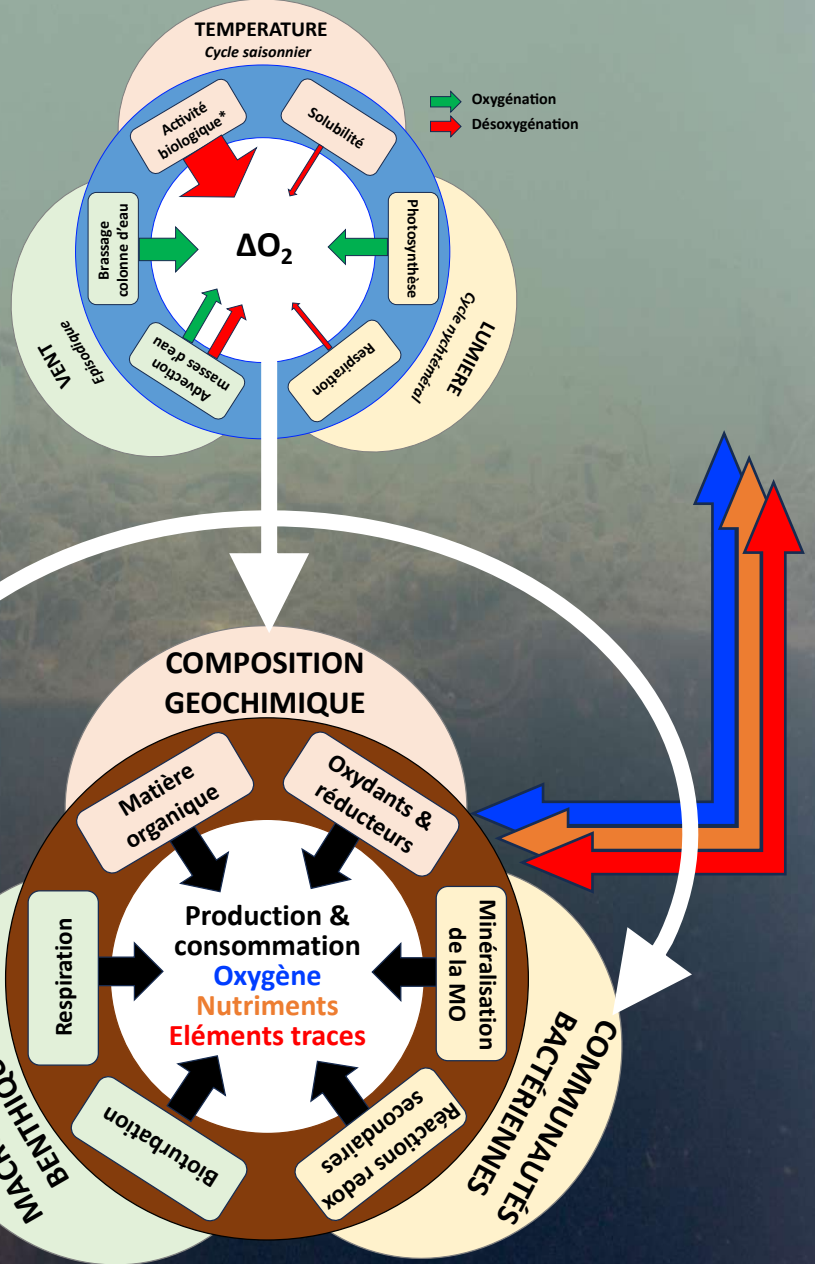 TEMPERATURE
Cycle saisonnier
Oxygénation
Désoxygénation
Activité
biologique*
Solubilité
Brassage
colonne d'eau
Photosynthèse
ΔO₂
Advection
masses d'eau
Respiration
VENT
Episodique
LUMIERE
Cycle nychtéméral
COMPOSITION
GEOCHIMIQUE
Matière
organique
Oxydants &
réducteurs
Respiration
Production &
consommation
Oxygène
Nutriments
Eléments traces
Minéralisation
de la MO
Bioturbation
Réactions redox
secondaires
COMMUNAUTÉS
BACTÉRIENNES